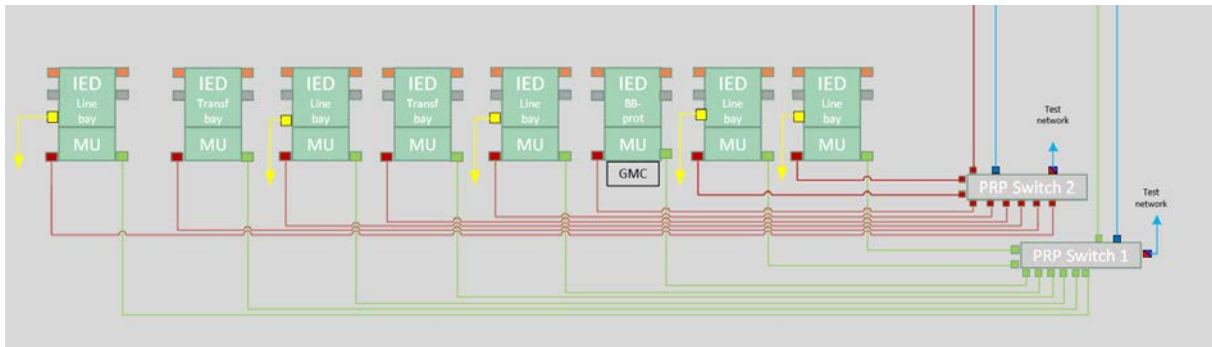 IED
Line
bay
MU
IED
Transf
bay
MU
IED
Line
bay
MU
IED
Transf
bay
MU
IED
Line
bay
MU
IED
BB-
prot
MU
GMC
IED
Line
bay
MU
IED
Line
bay
MU
Test
network
PRP Switch 2
Test
network
PRP Switch 1